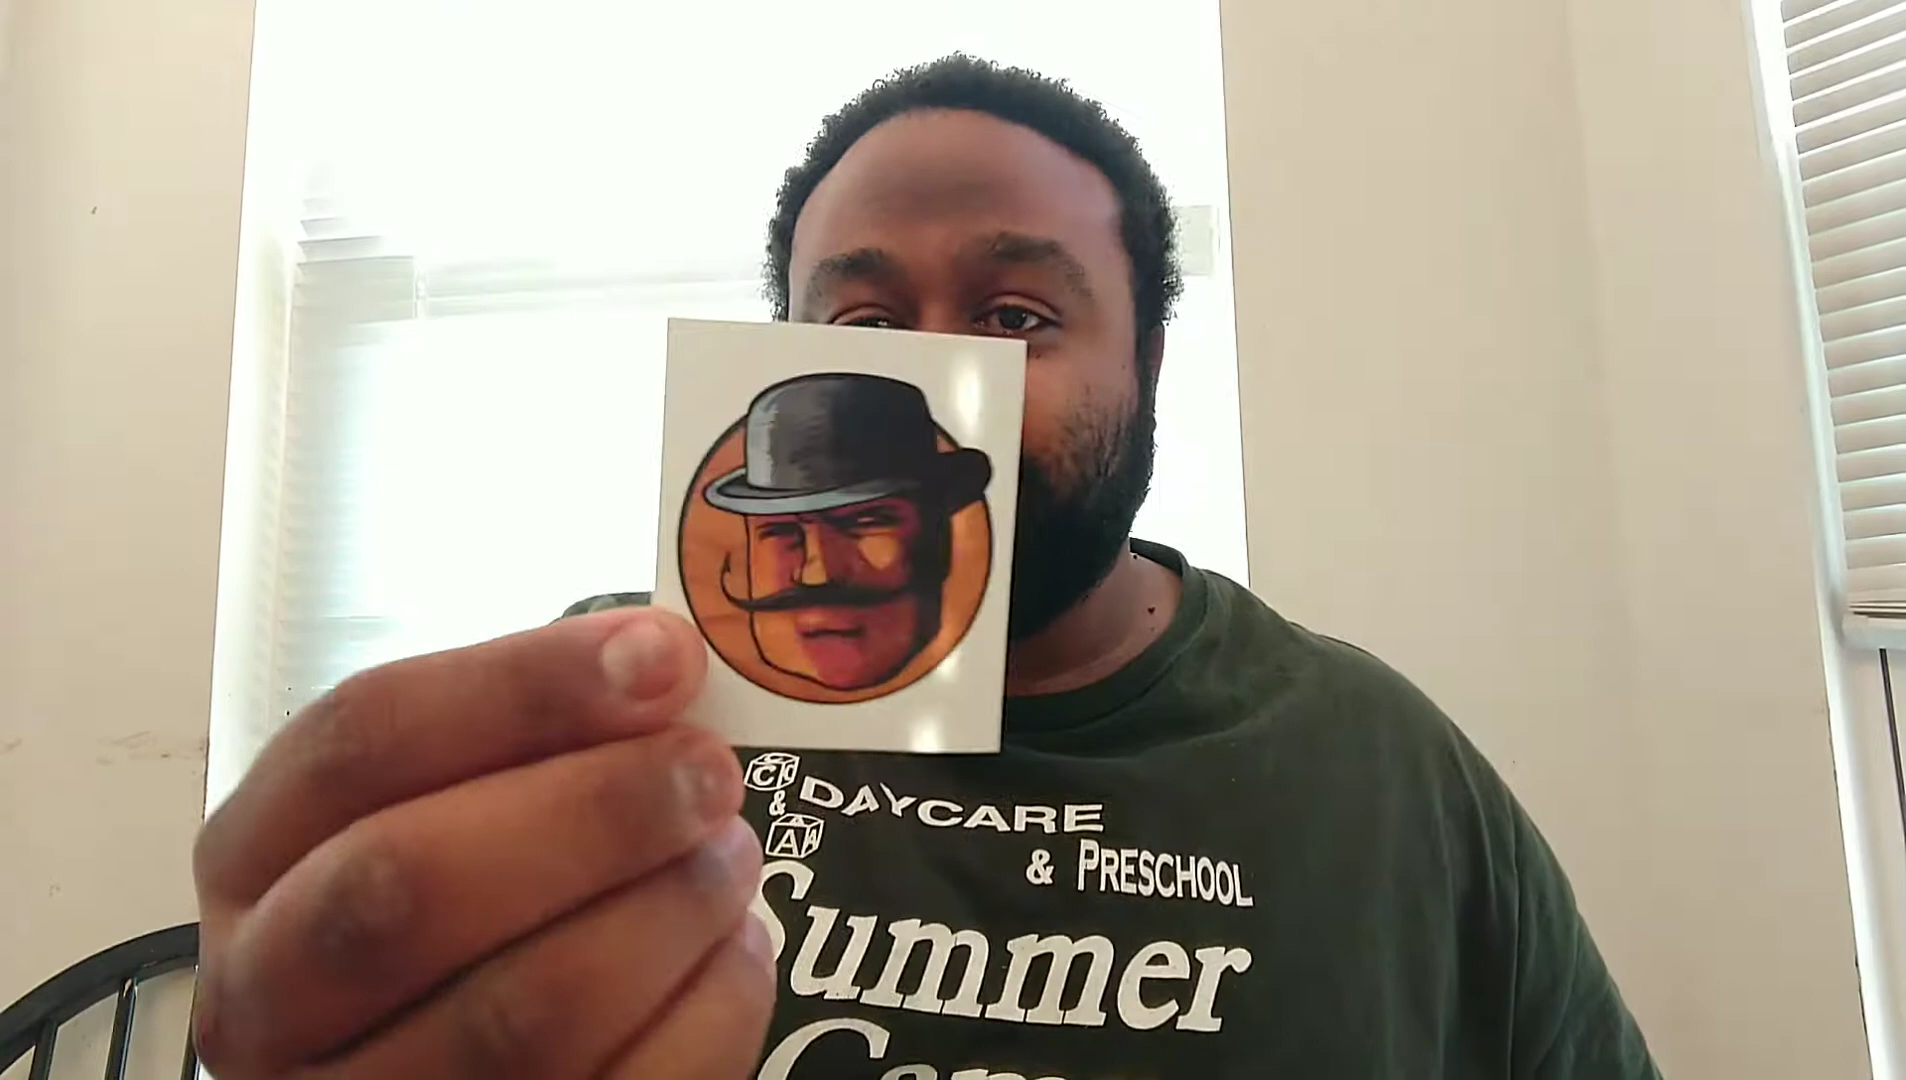 C C
& DAYCARE
A A
& PRESCHOOL
Summer